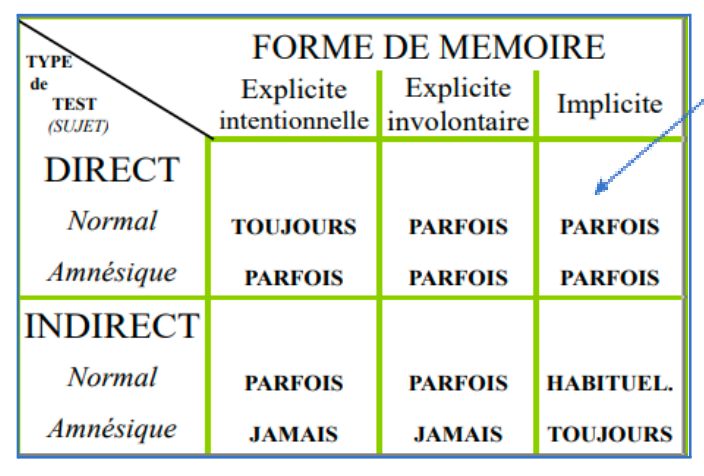 FORME DE MEMOIRE
TYPE
de
TEST
(SUJET)
Explicite
intentionnelle
Explicite
involontaire
Implicite
DIRECT
Normal TOUJOURS PARFOIS PARFOIS
Amnésique PARFOIS PARFOIS PARFOIS
INDIRECT
Normal PARFOIS PARFOIS HABITUEL.
Amnésique JAMAIS JAMAIS TOUJOURS